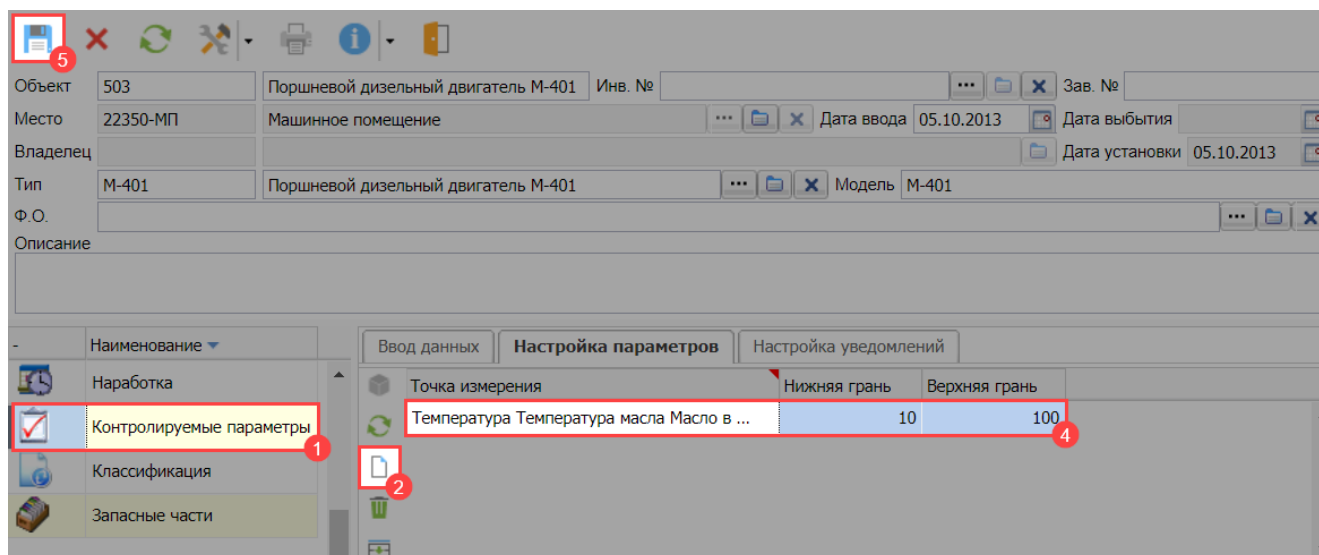 5
Объект 503 Поршневой дизельный двигатель М-401 Инв. № Зав. №
Место 22350-МП Машинное помещение Дата ввода 05.10.2013 Дата выбытия
Владелец Дата установки 05.10.2013
Тип М-401 Поршневой дизельный двигатель М-401 Модель М-401
Ф.О.
Описание
- Наименование Ввод данных Настройка параметров Настройка уведомлений
Наработка Точка измерения Нижняя грань Верхняя грань
Контролируемые параметры 1 Температура Температура масла Масло в ... 10 100 4
Классификация 2
Запасные части